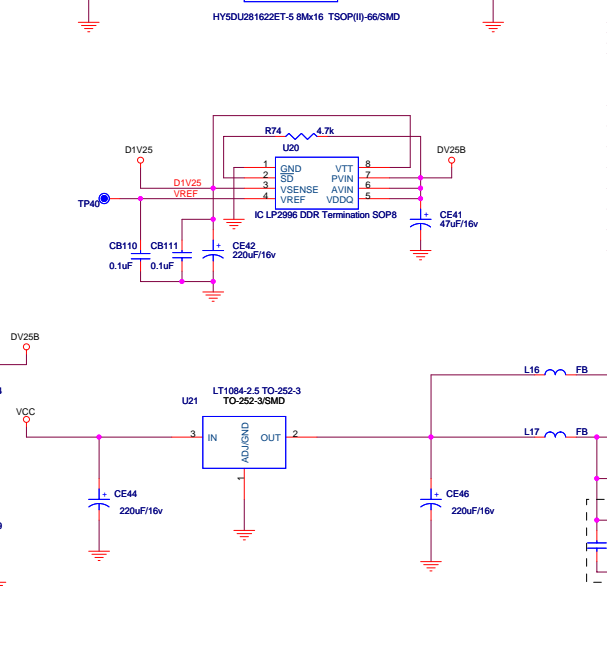 HY5DU281622ET-5 8Mx16 TSOP(II)-66/SMD
R74 4.7k
U20
D1V25
DV25B
1 GND VTT 8
2 SD PVIN 7
D1V25 3 VSENSE AVIN 6
VREF 4 VREF VDDQ 5
TP40
IC LP2996 DDR Termination SOP8
CE41
47uF/16v
CB110 CB111 CE42
220uF/16v
0.1uF 0.1uF
DV25B
L16 FB
LT1084-2.5 TO-252-3
U21 TO-252-3/SMD
VCC
L17 FB
3 IN ADJ/GND OUT 2
1
CE44
220uF/16v
CE46
220uF/16v